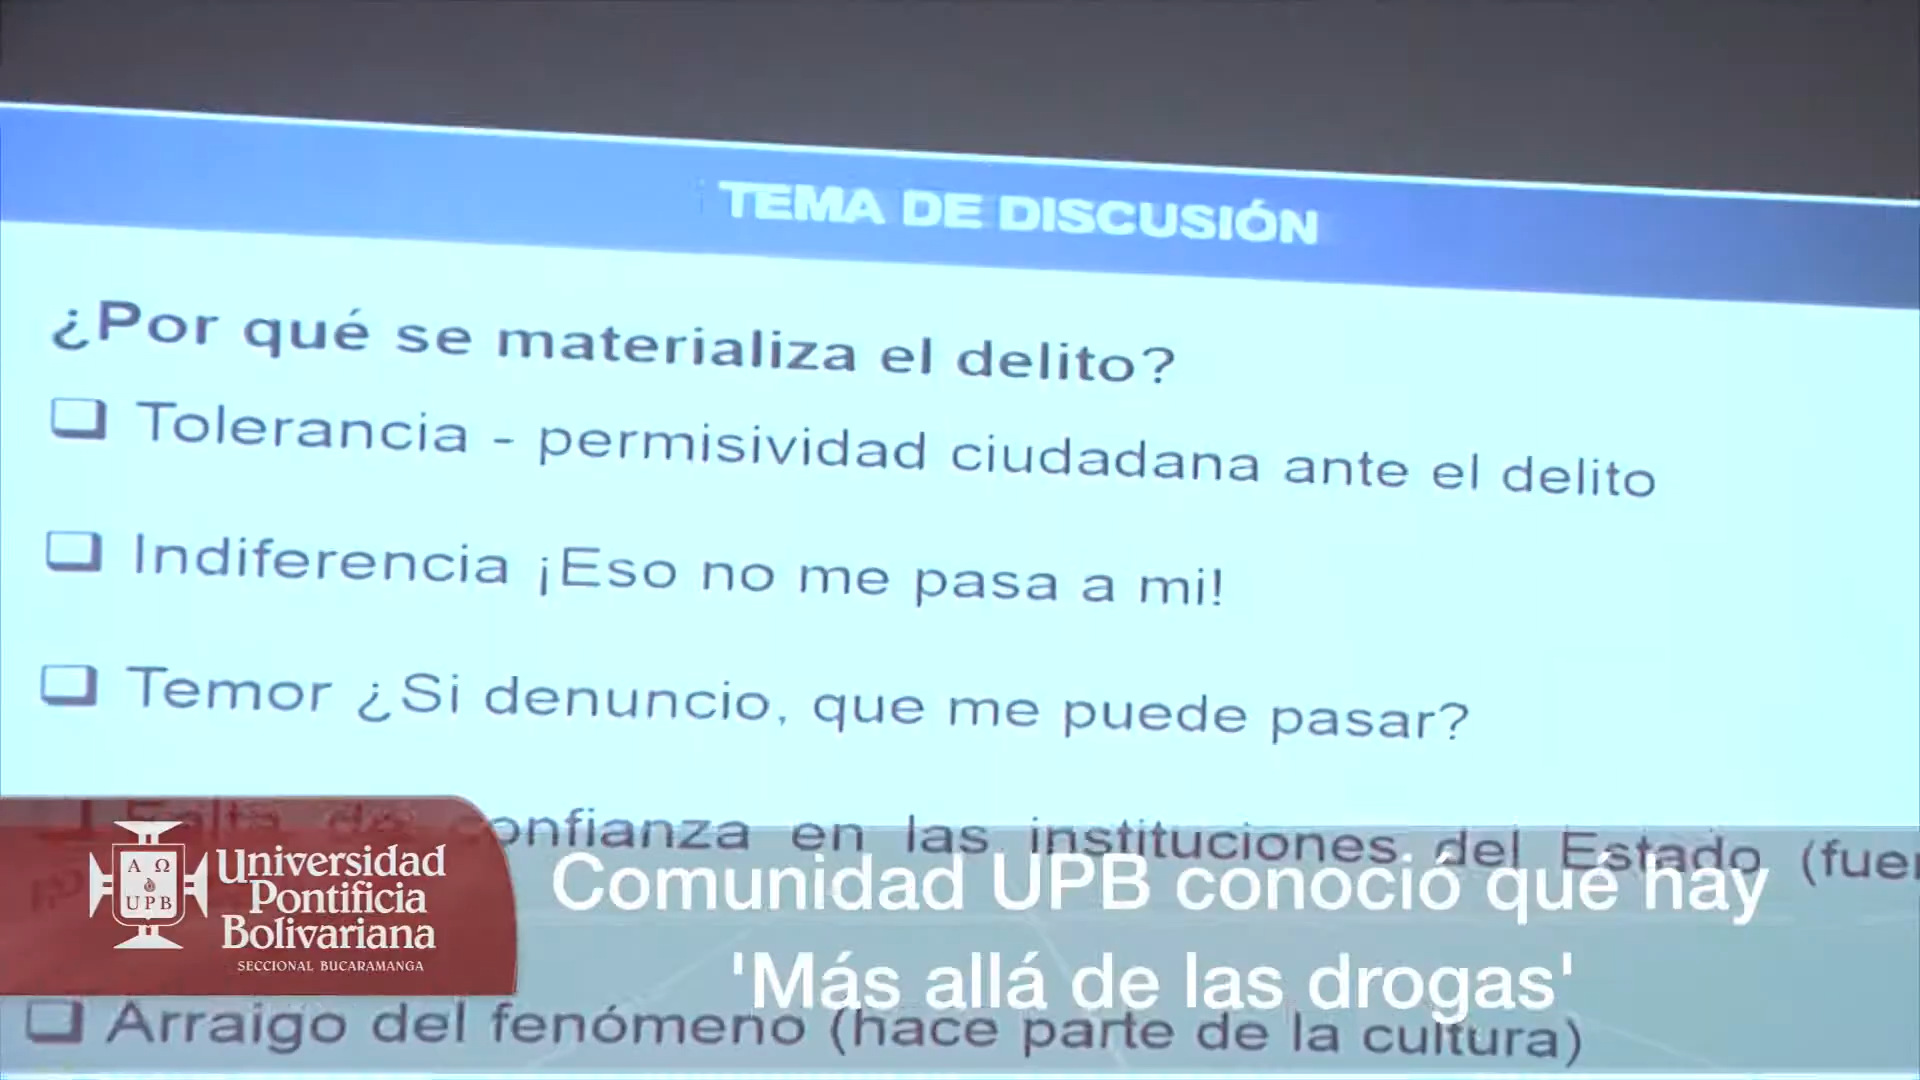 TEMA DE DISCUSIÓN
¿Por qué se materializa el delito?
Tolerancia - permisividad ciudadana ante el delito
Indiferencia ¡Eso no me pasa a mi!
Temor ¿Si denuncio, que me puede pasar?
Falta de confianza en las instituciones del Estado
Α Ω
UPB
Universidad
Pontificia
Bolivariana
SECCIONAL BUCARAMANGA
Comunidad UPB conoció qué hay
'Más allá de las drogas'
Arraigo del fenómeno (hace parte de la cultura)